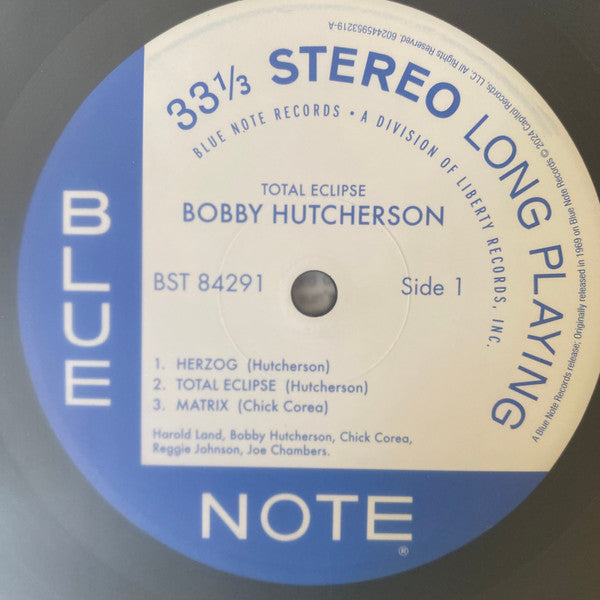 33⅓ STEREO LONG PLAYING
BLUE NOTE RECORDS • A DIVISION OF LIBERTY RECORDS, INC.
TOTAL ECLIPSE
BOBBY HUTCHERSON
BST 84291
Side 1
1. HERZOG (Hutcherson)
2. TOTAL ECLIPSE (Hutcherson)
3. MATRIX (Chick Corea)
Harold Land, Bobby Hutcherson, Chick Corea,
Reggie Johnson, Joe Chambers.
BLUE
NOTE®
A Blue Note Records release; Originally released in 1969 on Blue Note Records © 2024 Capitol Records, LLC. All Rights Reserved. 602445953219-A